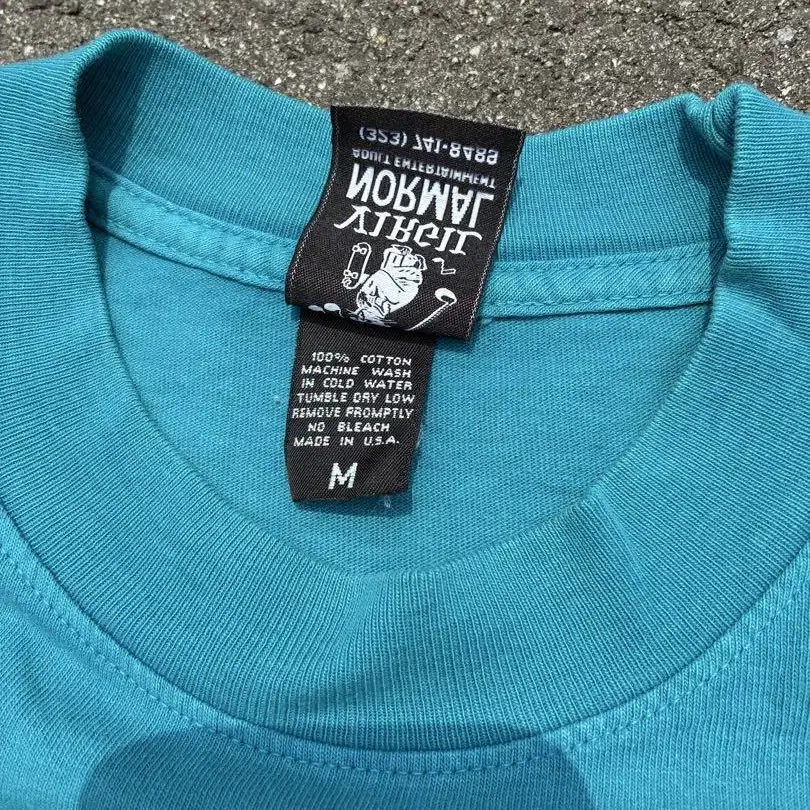 VIRGIL
NORMAL
ADULT ENTERTAINMENT
(323) 741-8489
100% COTTON
MACHINE WASH
IN COLD WATER
TUMBLE DRY LOW
REMOVE PROMPTLY
NO BLEACH
MADE IN U.S.A.
M